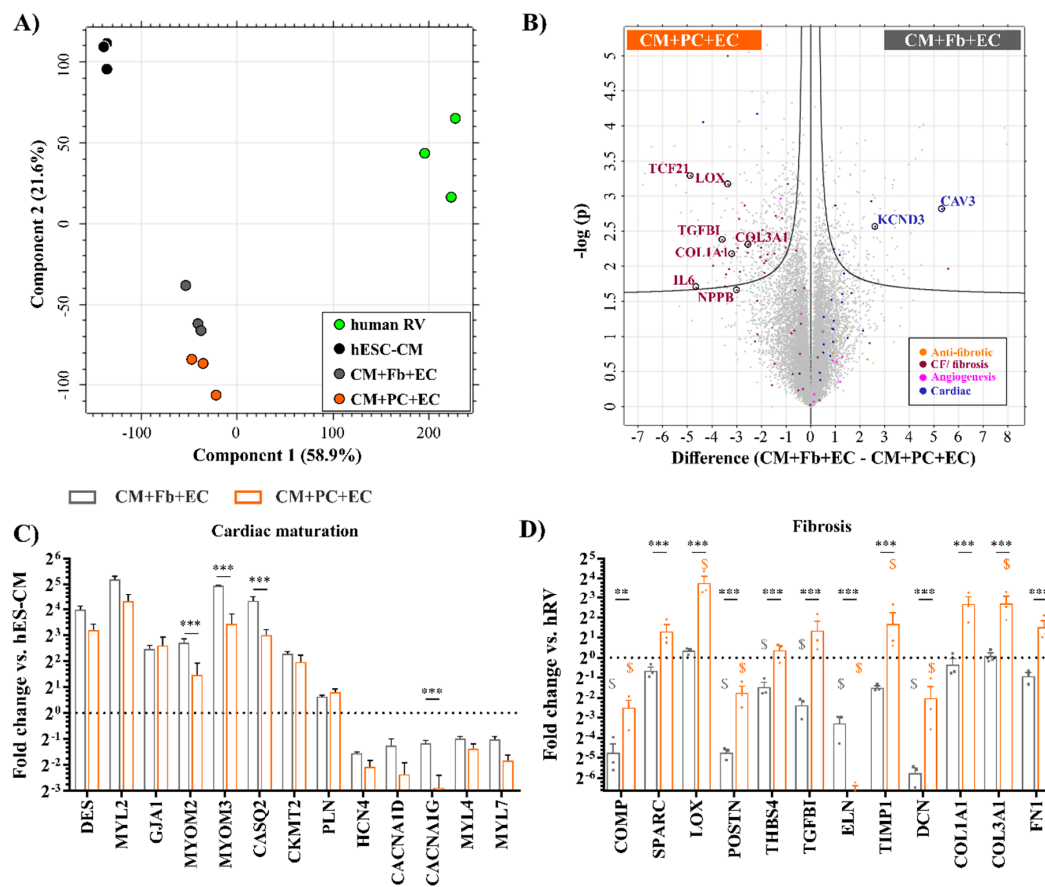 A)
100
50
0
-50
-100
Component 2 (21.6%)
human RV
hESC-CM
CM+Fb+EC
CM+PC+EC
-100
0
100
200
Component 1 (58.9%)
B)
CM+PC+EC
CM+Fb+EC
5
4.5
4
3.5
3
2.5
2
1.5
1
0.5
0
-log (p)
TCF21
LOX
TGFBI
COL3A1
COL1A1
IL6
NPPB
CAV3
KCND3
Anti-fibrotic
CF/ fibrosis
Angiogenesis
Cardiac
-7 -6 -5 -4 -3 -2 -1 0 1 2 3 4 5 6 7 8
Difference (CM+Fb+EC - CM+PC+EC)
CM+Fb+EC
CM+PC+EC
C)
Cardiac maturation
Fold change vs. hES-CM
2^6
2^5
2^4
2^3
2^2
2^1
2^0
2^-1
2^-2
2^-3
*** *** *** ***
DES
MYL2
GJA1
MYOM2
MYOM3
CASQ2
CKMT2
PLN
HCN4
CACNA1D
CACNA1G
MYL4
MYL7
D)
Fibrosis
Fold change vs. hRV
2^5
2^4
2^3
2^2
2^1
2^0
2^-1
2^-2
2^-3
2^-4
2^-5
2^-6
** *** *** *** *** *** *** *** *** *** *** ***
$ $ $ $ $ $ $ $ $ $ $ $ $ $
COMP
SPARC
LOX
POSTN
THBS4
TGFBI
ELN
TIMP1
DCN
COL1A1
COL3A1
FN1